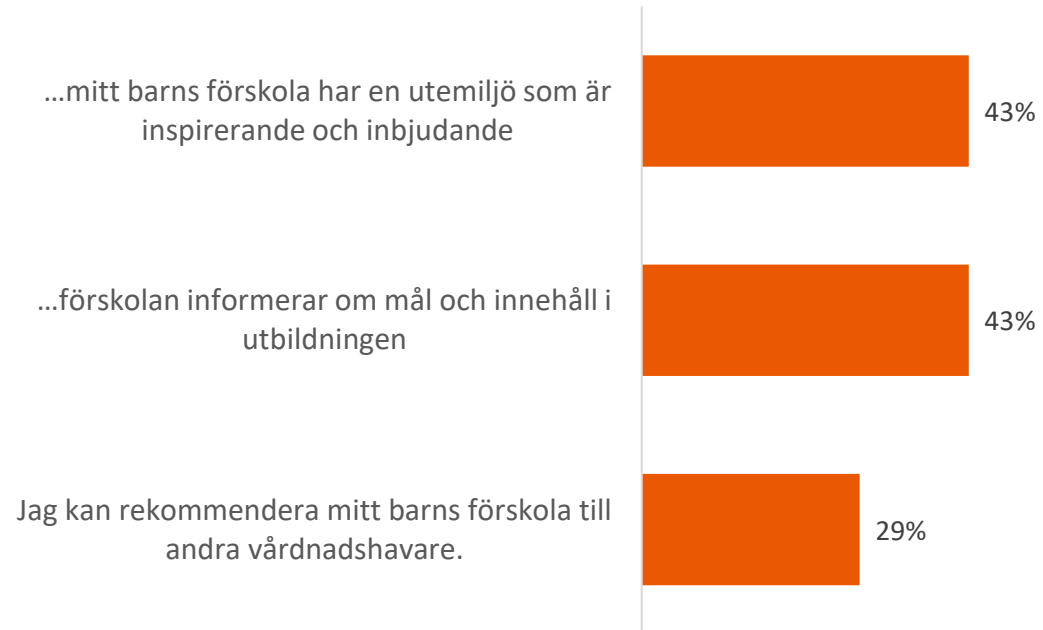 ...mitt barns förskola har en utemiljö som är
inspirerande och inbjudande
43%
...förskolan informerar om mål och innehåll i
utbildningen
43%
Jag kan rekommendera mitt barns förskola till
andra vårdnadshavare.
29%